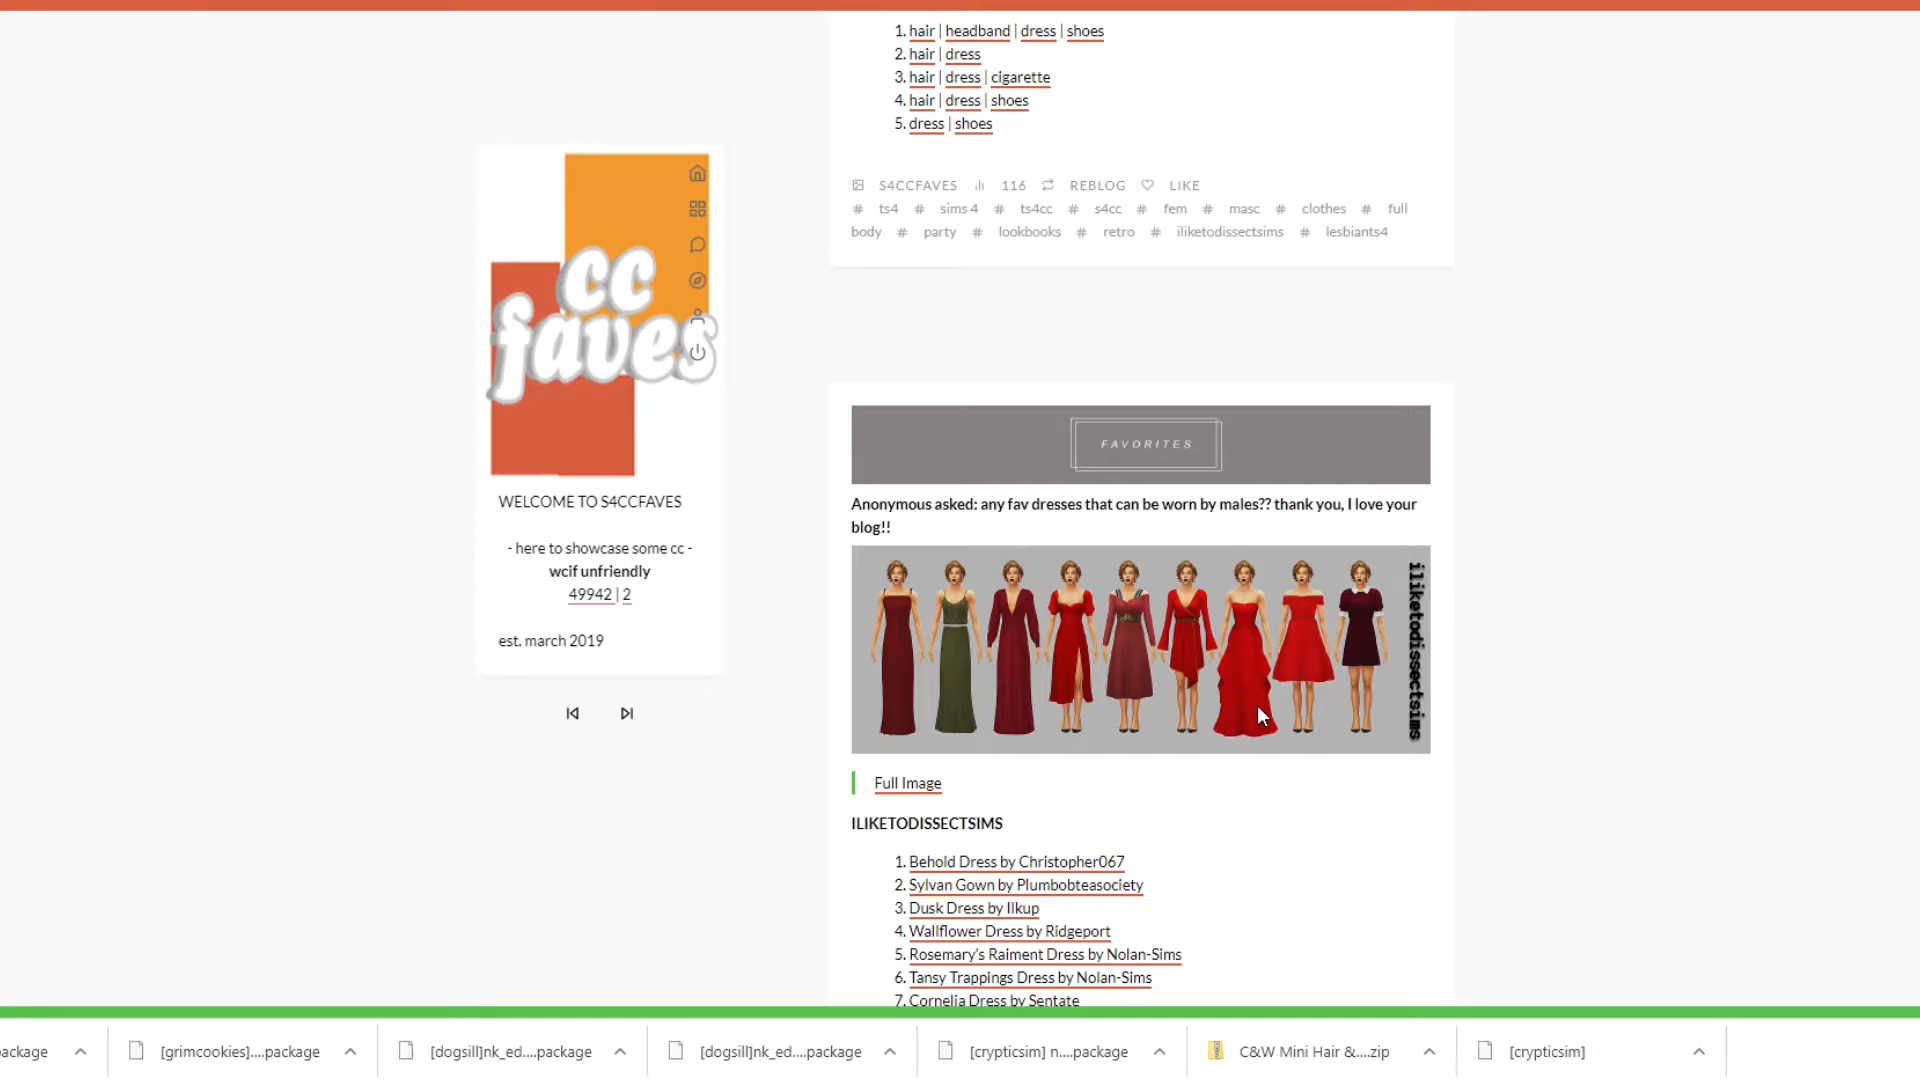 1. hair | headband | dress | shoes
2. hair | dress
3. hair | dress | cigarette
4. hair | dress | shoes
5. dress | shoes
S4CCFAVES 116 REBLOG LIKE
# ts4 # sims 4 # ts4cc # s4cc # fem # masc # clothes # full
body # party # lookbooks # retro # iliketodissectsims # lesbiants4
cc
faves
WELCOME TO S4CCFAVES
- here to showcase some cc -
wcif unfriendly
49942 | 2
est. march 2019
FAVORITES
Anonymous asked: any fav dresses that can be worn by males?? thank you, I love your
blog!!
iliketodissectsims
Full Image
ILIKETODISSECTSIMS
1. Behold Dress by Christopher067
2. Sylvan Gown by Plumbobteasociety
3. Dusk Dress by Ilkup
4. Wallflower Dress by Ridgeport
5. Rosemary's Raiment Dress by Nolan-Sims
6. Tansy Trappings Dress by Nolan-Sims
7. Cornelia Dress by Sentate
ackage
[grimcookies]....package
[dogsill]nk_ed....package
[dogsill]nk_ed....package
[crypticsim] n....package
C&W Mini Hair &....zip
[crypticsim]